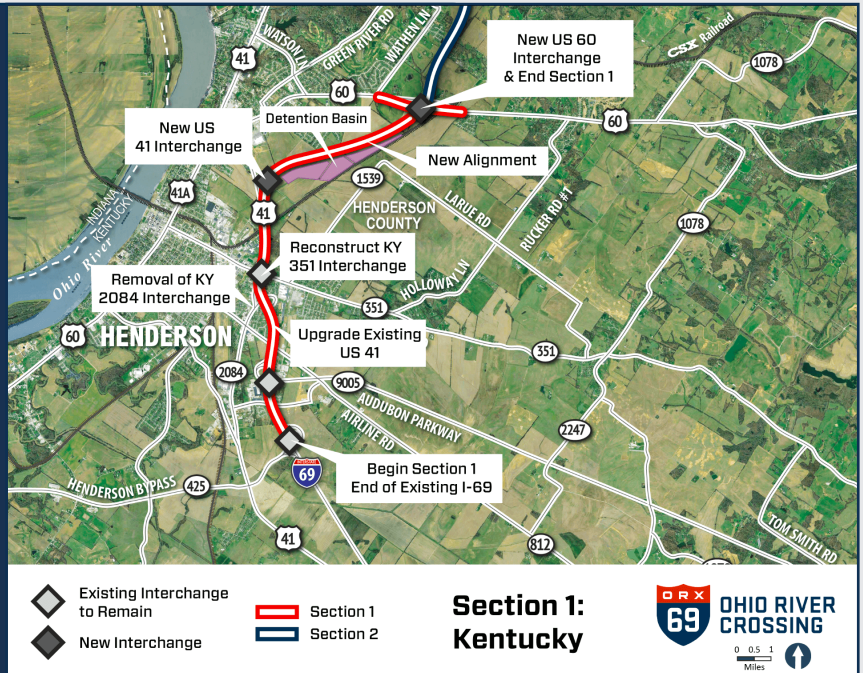 41
WATSON LN
GREEN RIVER RD
WATHEN LN
New US 60
Interchange
& End Section 1
CSX Railroad
1078
60
Detention Basin
60
New US
41 Interchange
New Alignment
1539
41A
INDIANA
KENTUCKY
41
HENDERSON
COUNTY
LARUE RD
RUCKER RD #1
1078
Ohio River
Reconstruct KY
351 Interchange
Removal of KY
2084 Interchange
HOLLOWAY LN
351
60
HENDERSON
Upgrade Existing
US 41
351
2084
9005
AUDUBON PARKWAY
AIRLINE RD
2247
69
Begin Section 1
End of Existing I-69
HENDERSON BYPASS
425
41
812
TOM SMITH RD
Existing Interchange
to Remain
New Interchange
Section 1
Section 2
Section 1:
Kentucky
ORX
69
OHIO RIVER
CROSSING
0 0.5 1
Miles